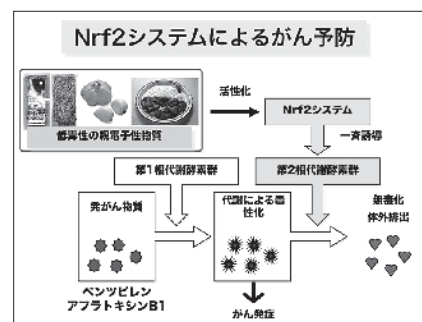 Nrf2システムによるがん予防
活性化
低毒性の親電子性物質
Nrf2システム
一斉誘導
第1相代謝酵素群
第2相代謝酵素群
発がん物質
代謝による毒
性化
無毒化
体外排出
ベンツピレン
アフラトキシンB1
がん発症